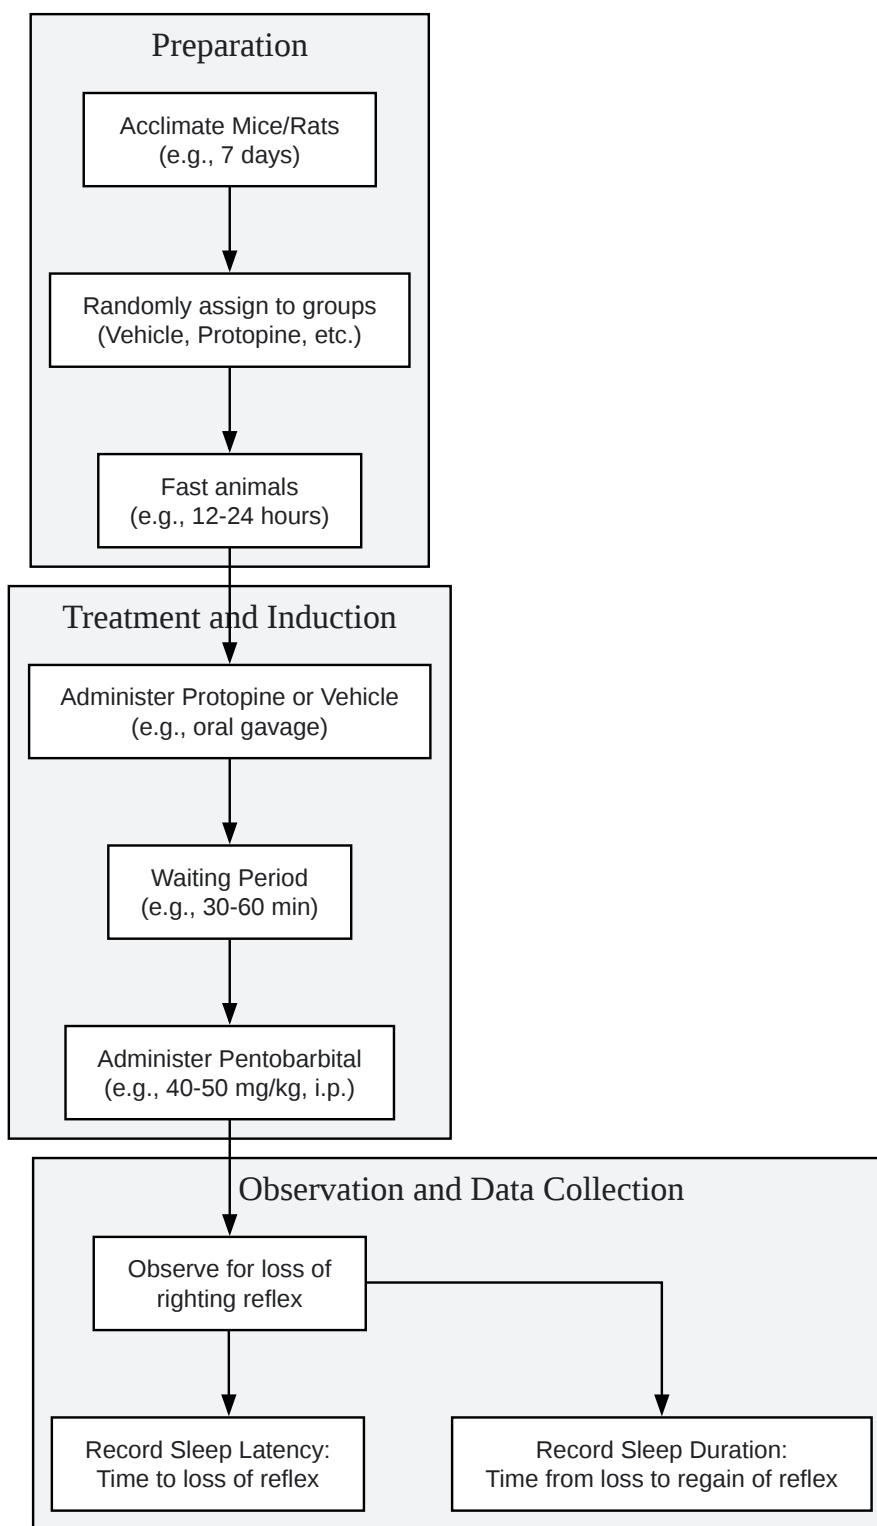 Preparation
Acclimate Mice/Rats
(e.g., 7 days)
Randomly assign to groups
(Vehicle, Protopine, etc.)
Fast animals
(e.g., 12-24 hours)
Treatment and Induction
Administer Protopine or Vehicle
(e.g., oral gavage)
Waiting Period
(e.g., 30-60 min)
Administer Pentobarbital
(e.g., 40-50 mg/kg, i.p.)
Observation and Data Collection
Observe for loss of
righting reflex
Record Sleep Latency:
Time to loss of reflex
Record Sleep Duration:
Time from loss to regain of reflex